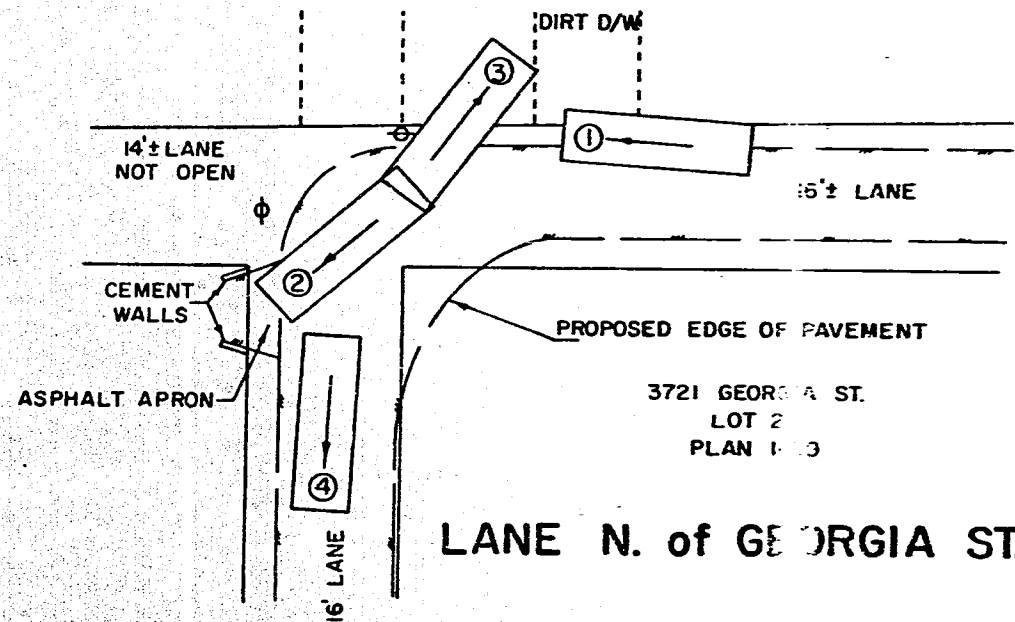 DIRT D/W
③
①
14'± LANE
NOT OPEN
LANE
②
CEMENT
WALLS
PROPOSED EDGE OF PAVEMENT
ASPHALT APRON
3721 ST.
LOT
PLAN
④
16' LANE
LANE N. of ST.